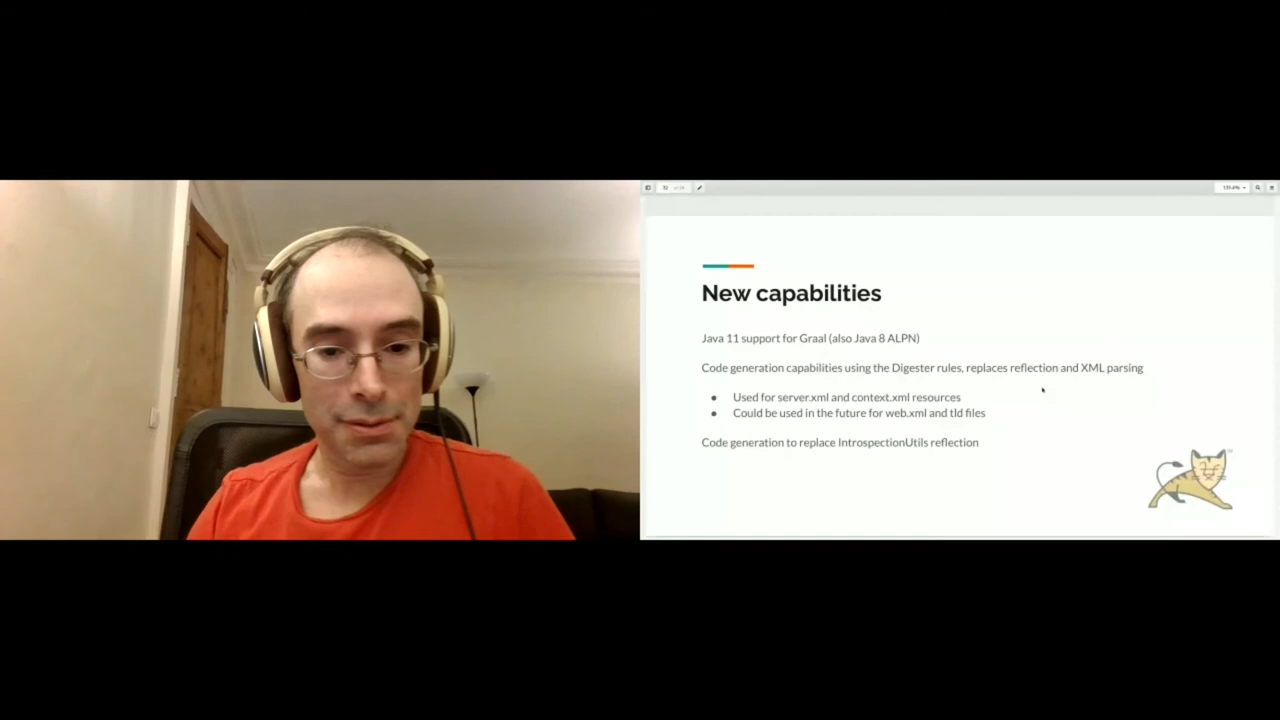 32
New capabilities
Java 11 support for Graal (also Java 8 ALPN)
Code generation capabilities using the Digester rules, replaces reflection and XML parsing
● Used for server.xml and context.xml resources
● Could be used in the future for web.xml and tld files
Code generation to replace IntrospectionUtils reflection
TM